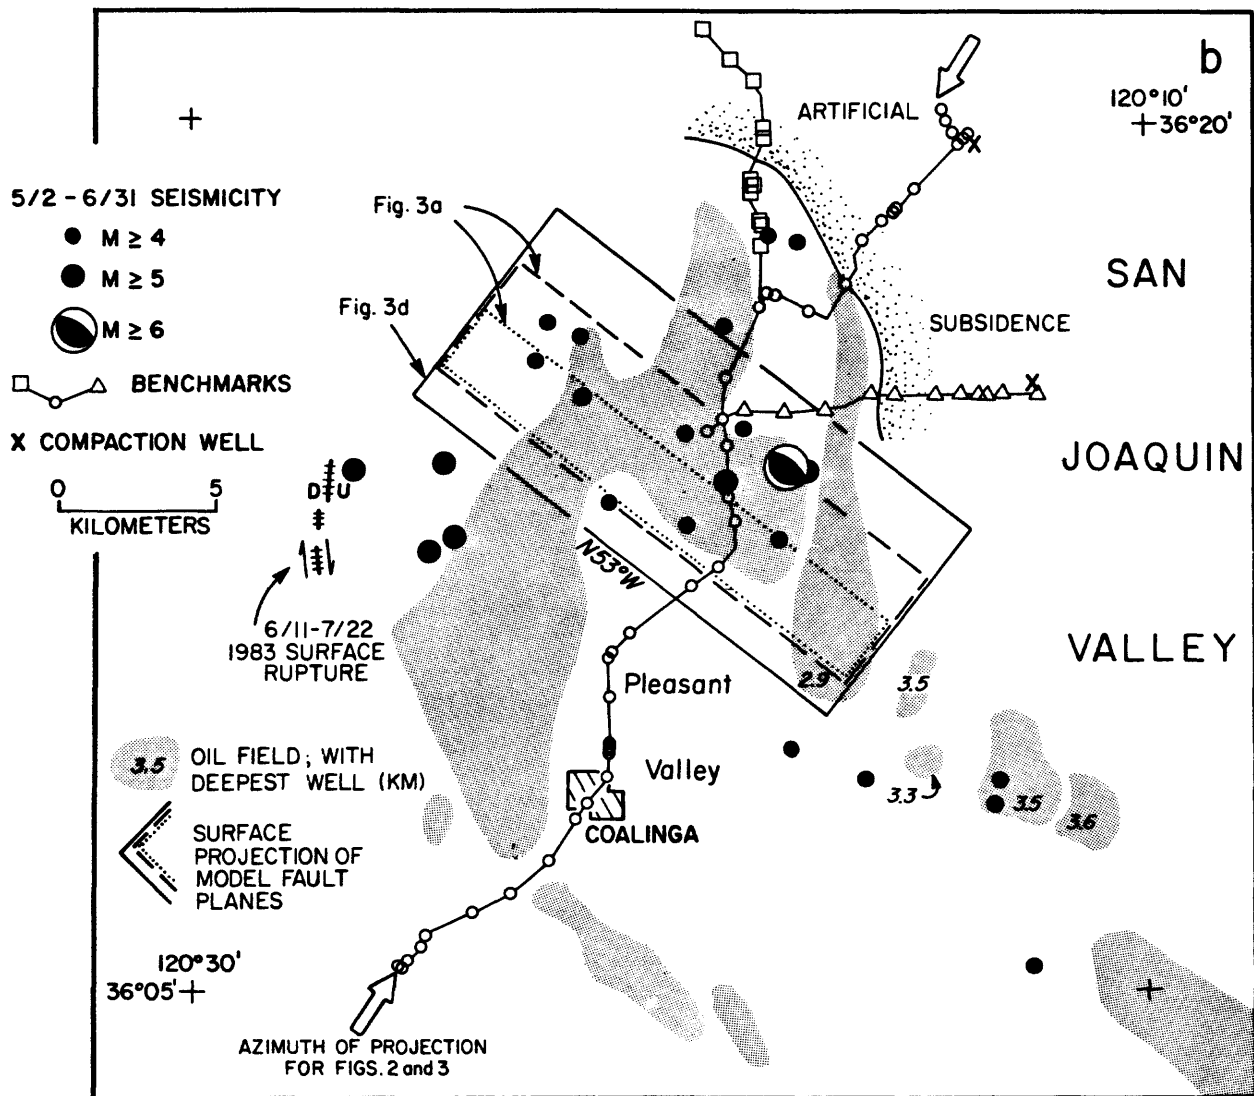 b
120°10'
36°20'
ARTIFICIAL
5/2 - 6/31 SEISMICITY
M ≥ 4
M ≥ 5
M ≥ 6
BENCHMARKS
X COMPACTION WELL
0 5
KILOMETERS
Fig. 3a
Fig. 3d
SAN
SUBSIDENCE
JOAQUIN
VALLEY
X
X
D U
6/11-7/22
1983 SURFACE
RUPTURE
N53°W
Pleasant
Valley
2.9
3.5
3.3
3.5
3.6
3.5 OIL FIELD; WITH
DEEPEST WELL (KM)
SURFACE
PROJECTION OF
MODEL FAULT
PLANES
COALINGA
120°30'
36°05'
AZIMUTH OF PROJECTION
FOR FIGS. 2 and 3